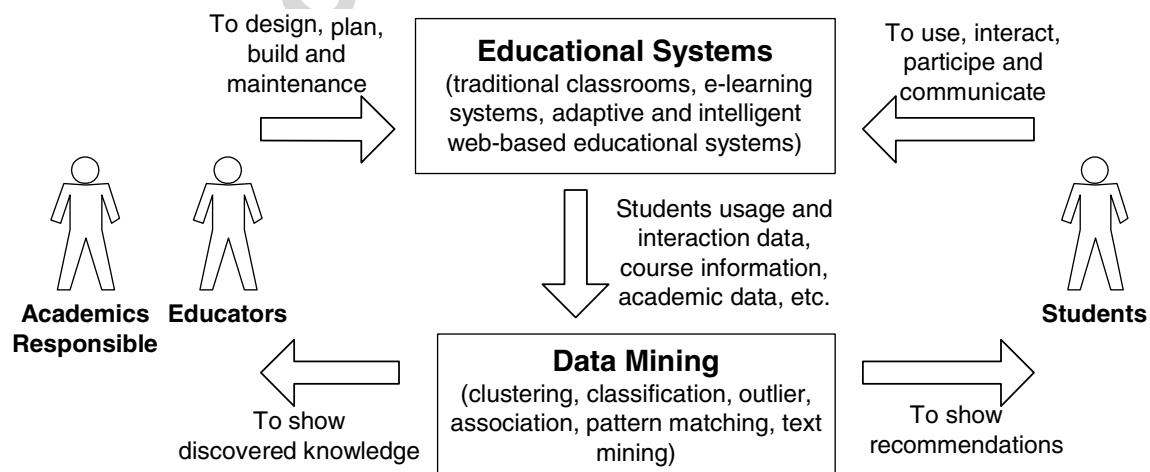 To design, plan,
build and
maintenance
Educational Systems
(traditional classrooms, e-learning
systems, adaptive and intelligent
web-based educational systems)
To use, interact,
participe and
communicate
Students usage and
interaction data,
course information,
academic data, etc.
Academics
Responsible
Educators
Students
Data Mining
(clustering, classification, outlier,
association, pattern matching, text
mining)
To show
discovered knowledge
To show
recommendations